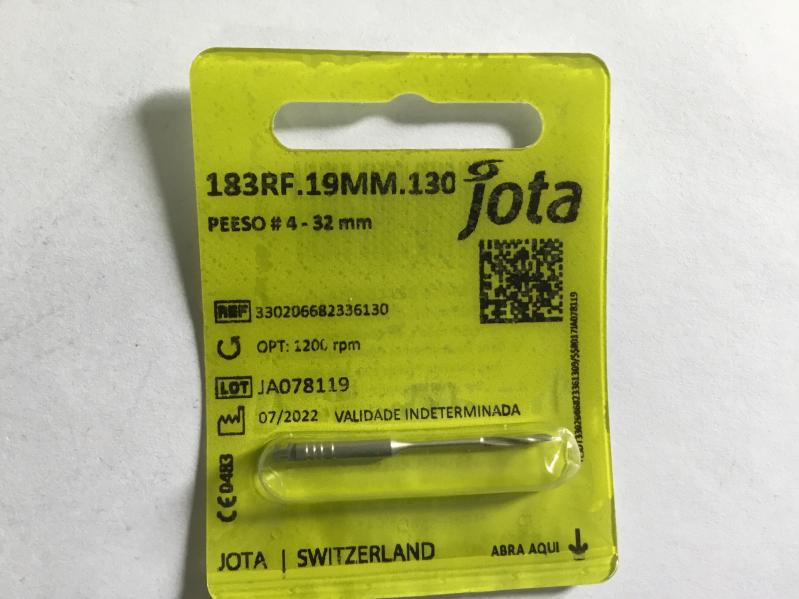 183RF.19MM.130
jota
PEESO # 4 - 32 mm
REF 330206682336130
OPT: 1200 rpm
LOT JA078119
07/2022 VALIDADE INDETERMINADA
CE 0483
JOTA | SWITZERLAND
ABRA AQUI